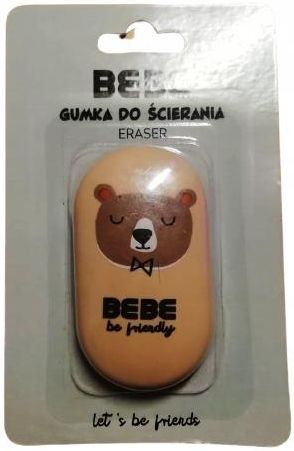 BEBE
GUMKA DO ŚCIERANIA
ERASER
BEBE
be friendly
let's be friends